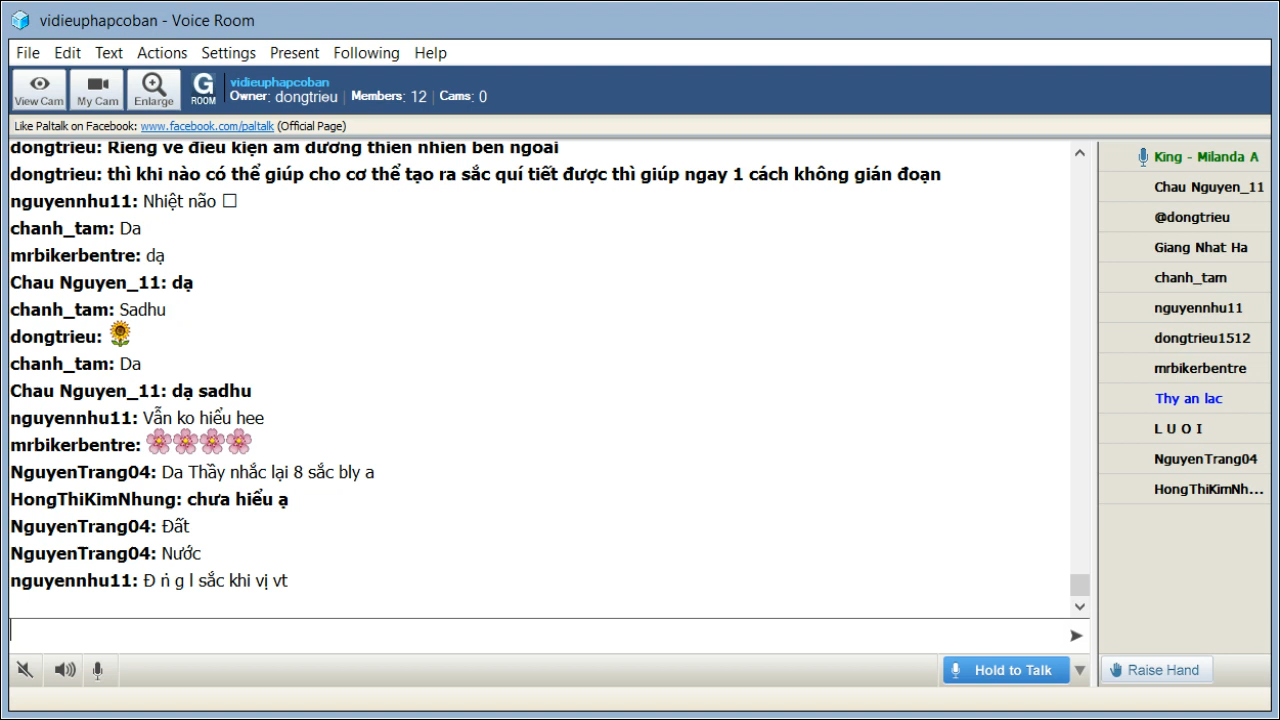 vidieuphapcoban - Voice Room
File Edit Text Actions Settings Present Following Help
View Cam My Cam Enlarge G ROOM
vidieuphapcoban
Owner: dongtrieu | Members: 12 | Cams: 0
Like Paltalk on Facebook: www.facebook.com/paltalk (Official Page)
dongtrieu: Riêng về điều kiện âm dương thiên nhiên bên ngoài
dongtrieu: thì khi nào có thể giúp cho cơ thể tạo ra sắc quí tiết được thì giúp ngay 1 cách không gián đoạn
nguyennhu11: Nhiệt não □
chanh_tam: Da
mrbikerbentre: dạ
Chau Nguyen_11: dạ
chanh_tam: Sadhu
dongtrieu:
chanh_tam: Da
Chau Nguyen_11: dạ sadhu
nguyennhu11: Vẫn ko hiểu hee
mrbikerbentre:
NguyenTrang04: Da Thầy nhắc lại 8 sắc bly a
HongThiKimNhung: chưa hiểu ạ
NguyenTrang04: Đất
NguyenTrang04: Nước
nguyennhu11: Đ ṅ g l sắc khi vị vt
King - Milanda A
Chau Nguyen_11
@dongtrieu
Giang Nhat Ha
chanh_tam
nguyennhu11
dongtrieu1512
mrbikerbentre
Thy an lac
L U O I
NguyenTrang04
HongThiKimNh...
Hold to Talk
Raise Hand